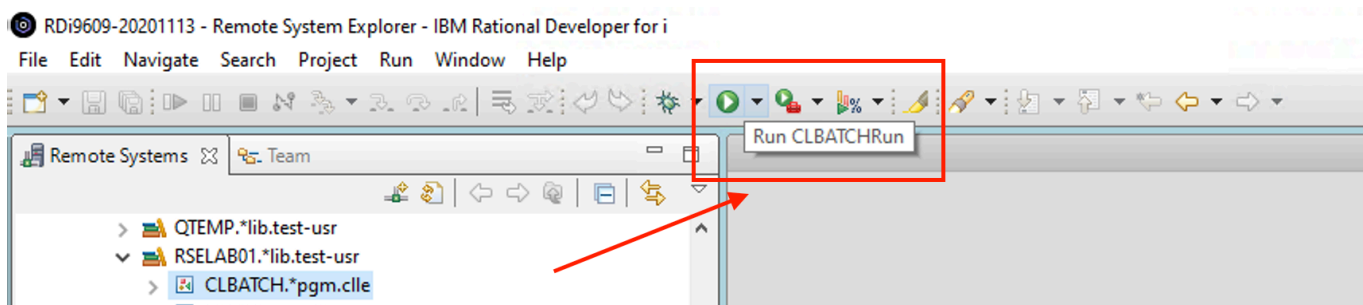 RDi9609-20201113 - Remote System Explorer - IBM Rational Developer for i
File Edit Navigate Search Project Run Window Help
Run CLBATCHRun
Remote Systems Team
QTEMP.*lib.test-usr
RSELAB01.*lib.test-usr
CLBATCH.*pgm.clle